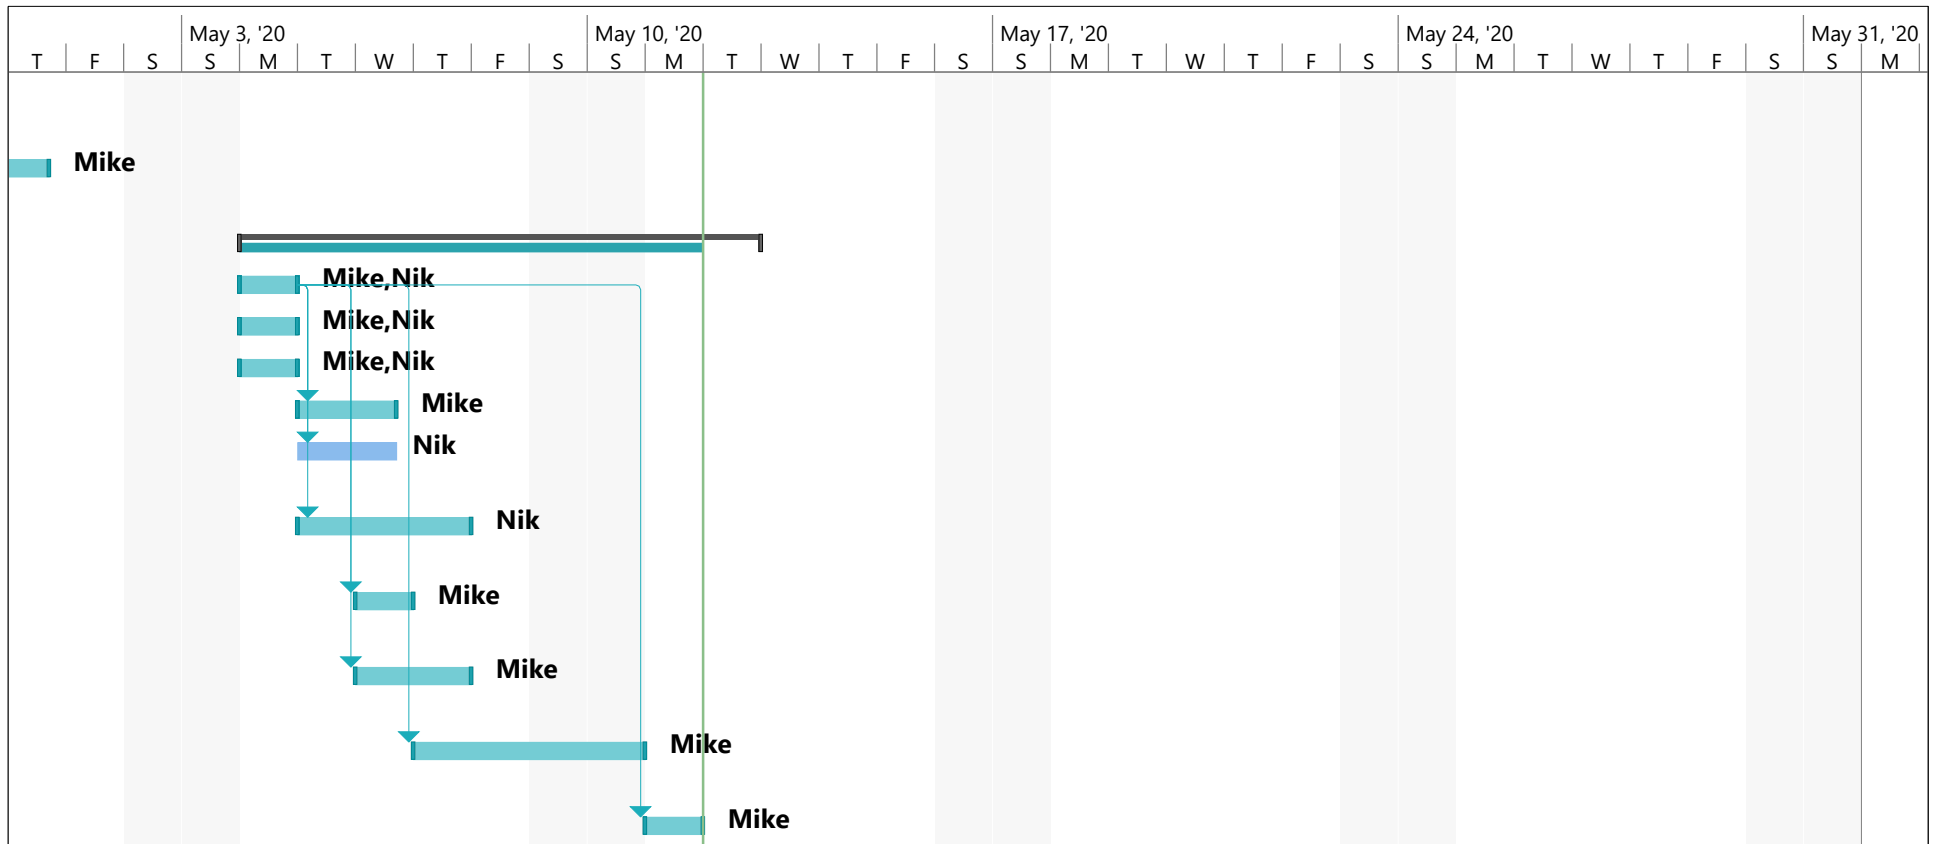 May 3, '20 May 10, '20 May 17, '20 May 24, '20 May 31, '20
T F S S M T W T F S S M T W T F S S M T W T F S S M T W T F S S M
Mike
Mike,Nik
Mike,Nik
Mike,Nik
Mike
Nik
Nik
Mike
Mike
Mike
Mike